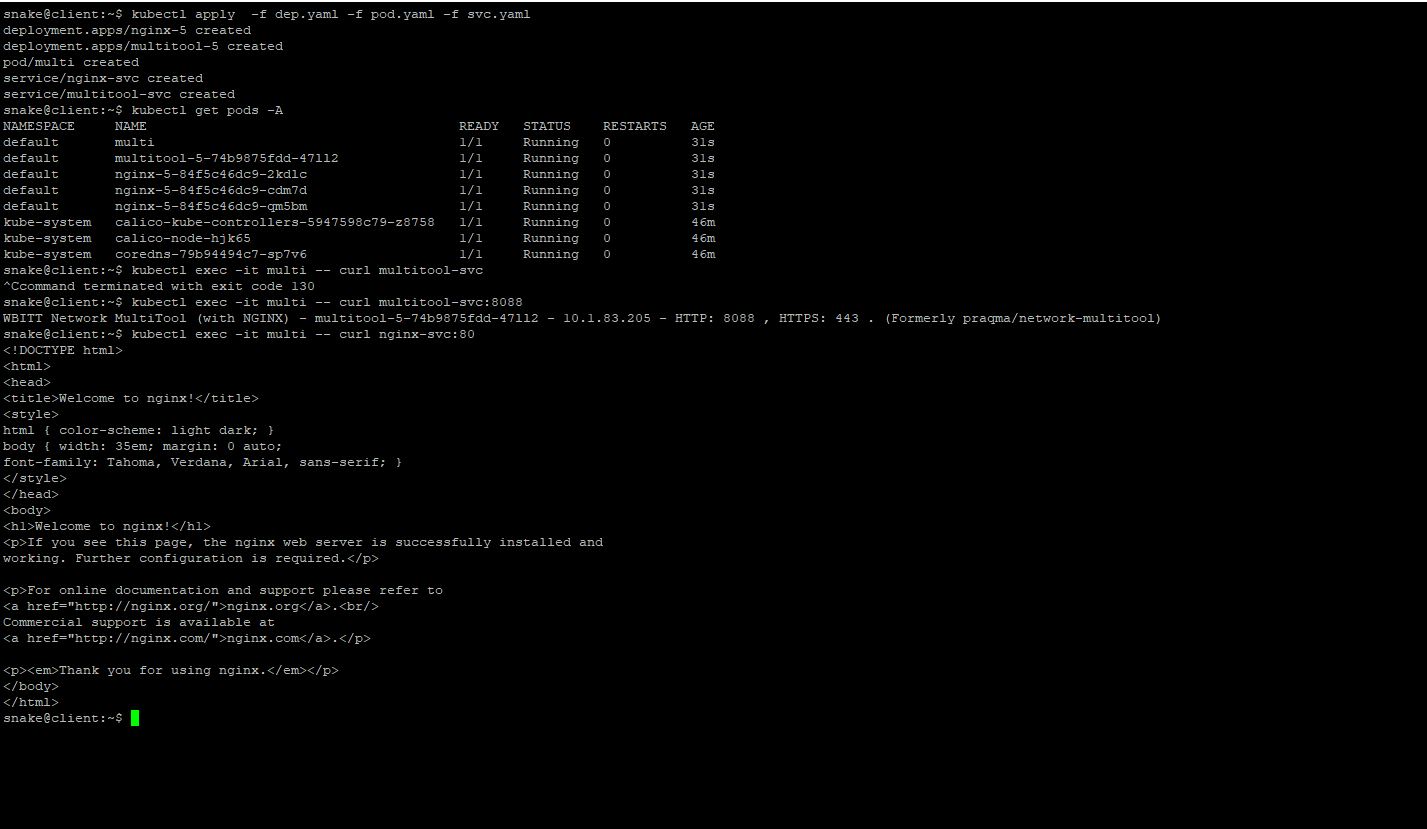 snake@client:~$ kubectl apply  -f dep.yaml -f pod.yaml -f svc.yaml
deployment.apps/nginx-5 created
deployment.apps/multitool-5 created
pod/multi created
service/nginx-svc created
service/multitool-svc created
snake@client:~$ kubectl get pods -A
NAMESPACE     NAME                                       READY   STATUS    RESTARTS   AGE
default       multi                                      1/1     Running   0          31s
default       multitool-5-74b9875fdd-47ll2               1/1     Running   0          31s
default       nginx-5-84f5c46dc9-2kdlc                   1/1     Running   0          31s
default       nginx-5-84f5c46dc9-cdm7d                   1/1     Running   0          31s
default       nginx-5-84f5c46dc9-qm5bm                   1/1     Running   0          31s
kube-system   calico-kube-controllers-5947598c79-z8758   1/1     Running   0          46m
kube-system   calico-node-hjk65                          1/1     Running   0          46m
kube-system   coredns-79b94494c7-sp7v6                   1/1     Running   0          46m
snake@client:~$ kubectl exec -it multi -- curl multitool-svc
^Ccommand terminated with exit code 130
snake@client:~$ kubectl exec -it multi -- curl multitool-svc:8088
WBITT Network MultiTool (with NGINX) - multitool-5-74b9875fdd-47ll2 - 10.1.83.205 - HTTP: 8088 , HTTPS: 443 . (Formerly praqma/network-multitool)
snake@client:~$ kubectl exec -it multi -- curl nginx-svc:80
<!DOCTYPE html>
<html>
<head>
<title>Welcome to nginx!</title>
<style>
html { color-scheme: light dark; }
body { width: 35em; margin: 0 auto;
font-family: Tahoma, Verdana, Arial, sans-serif; }
</style>
</head>
<body>
<h1>Welcome to nginx!</h1>
<p>If you see this page, the nginx web server is successfully installed and
working. Further configuration is required.</p>

<p>For online documentation and support please refer to
<a href="http://nginx.org/">nginx.org</a>.<br/>
Commercial support is available at
<a href="http://nginx.com/">nginx.com</a>.</p>

<p><em>Thank you for using nginx.</em></p>
</body>
</html>
snake@client:~$